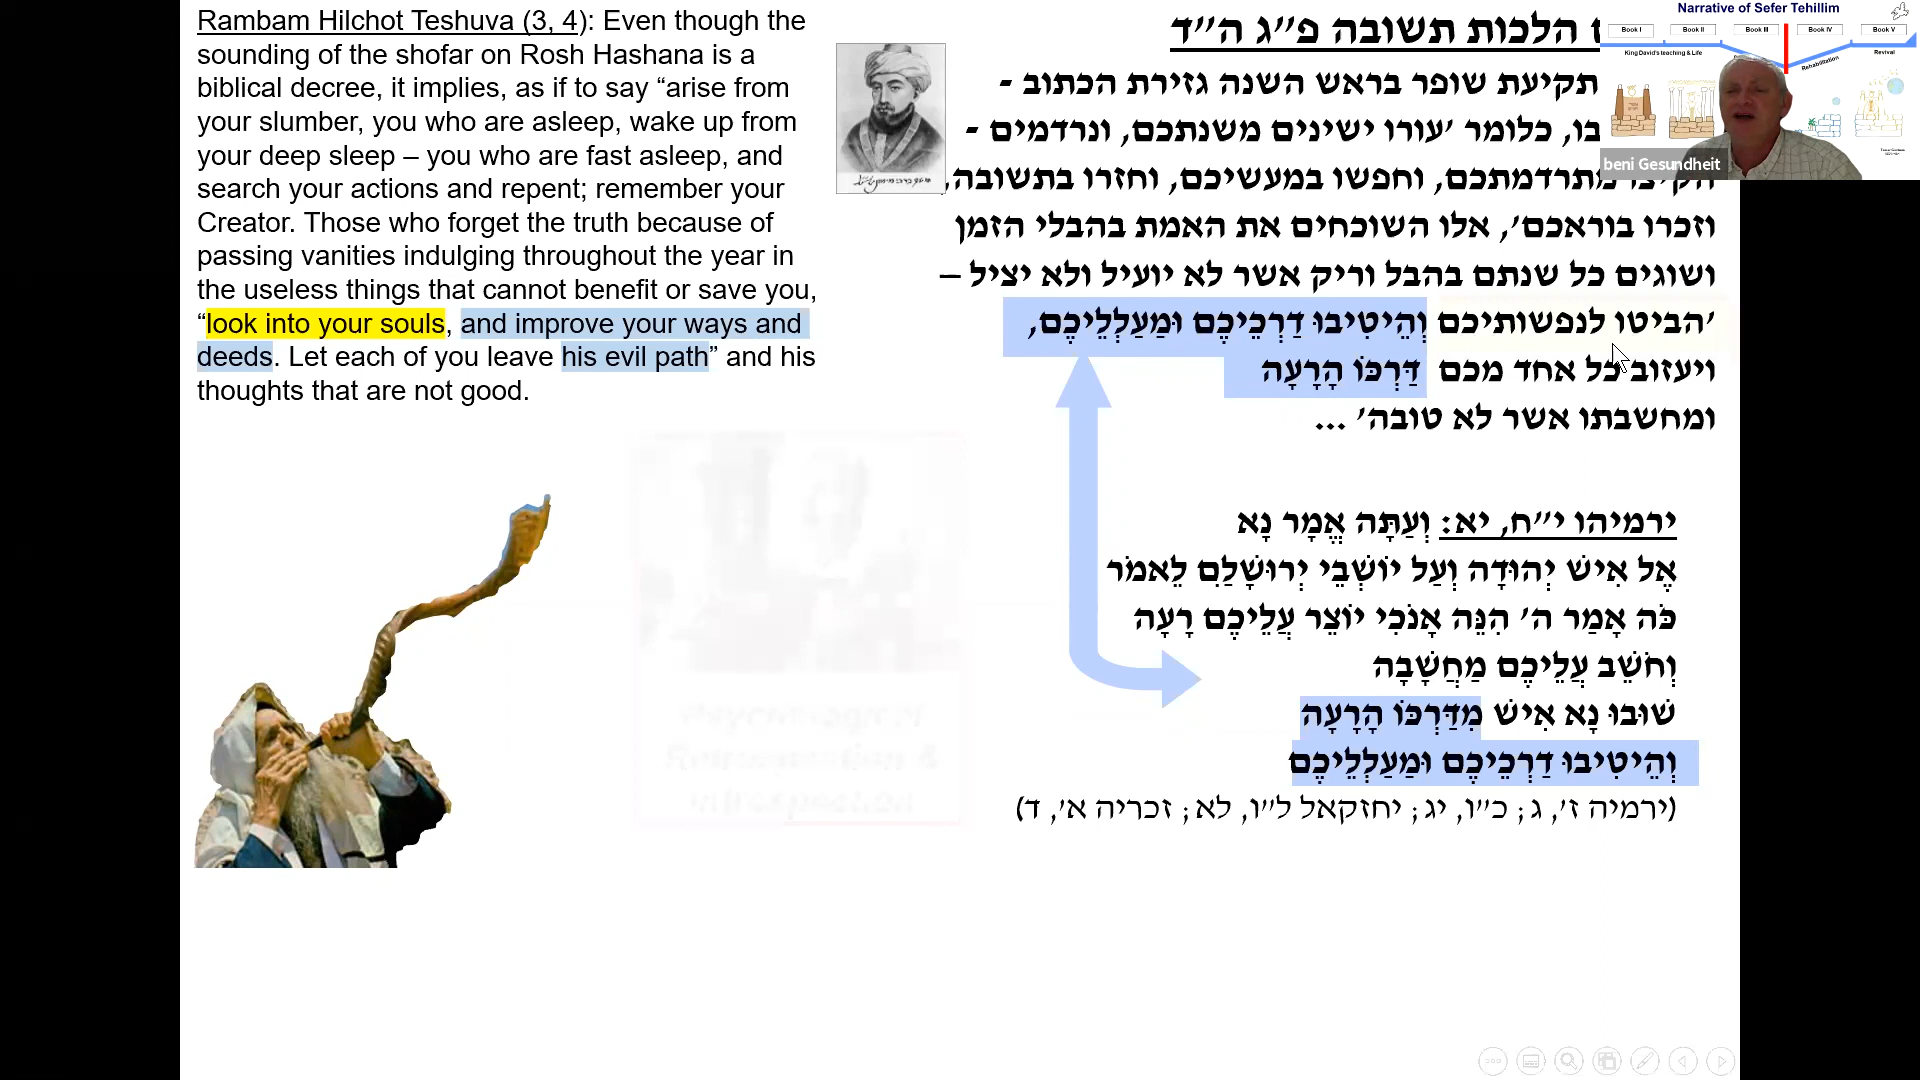 Rambam Hilchot Teshuva (3, 4): Even though the
sounding of the shofar on Rosh Hashana is a
biblical decree, it implies, as if to say “arise from
your slumber, you who are asleep, wake up from
your deep sleep – you who are fast asleep, and
search your actions and repent; remember your
Creator. Those who forget the truth because of
passing vanities indulging throughout the year in
the useless things that cannot benefit or save you,
“look into your souls, and improve your ways and
deeds. Let each of you leave his evil path” and his
thoughts that are not good.
הלכות תשובה פ״ג ה״ד
תקיעת שופר בראש השנה גזירת הכתוב -
בו, כלומר ׳עורו ישינים משנתכם, ונרדמים -
מתרדמתכם, וחפשו במעשיכם, וחזרו בתשובה,
וזכרו בוראכם׳, אלו השוכחים את האמת בהבלי הזמן
ושוגים כל שנתם בהבל וריק אשר לא יועיל ולא יציל –
׳הביטו לנפשותיכם וְהֵיטִיבוּ דַרְכֵיכֶם וּמַעַלְלֵיכֶם,
ויעזוב כל אחד מכם דַּרְכּוֹ הָרָעָה
ומחשבתו אשר לא טובה׳ ...
ירמיהו י״ח, יא: וְעַתָּה אֱמָר נָא
אֶל אִישׁ יְהוּדָה וְעַל יוֹשְׁבֵי יְרוּשָׁלִַם לֵאמֹר
כֹּה אָמַר ה׳ הִנֵּה אָנֹכִי יוֹצֵר עֲלֵיכֶם רָעָה
וְחֹשֵׁב עֲלֵיכֶם מַחֲשָׁבָה
שׁוּבוּ נָא אִישׁ מִדַּרְכּוֹ הָרָעָה
וְהֵיטִיבוּ דַרְכֵיכֶם וּמַעַלְלֵיכֶם
(ירמיה ז׳, ג; כ״ו, יג; יחזקאל ל״ו, לא; זכריה א׳, ד)
Narrative of Sefer Tehillim
Book I Book II Book III Book IV Book V
King David's teaching & Life
Rehabilitation
Revival
beni Gesundheit